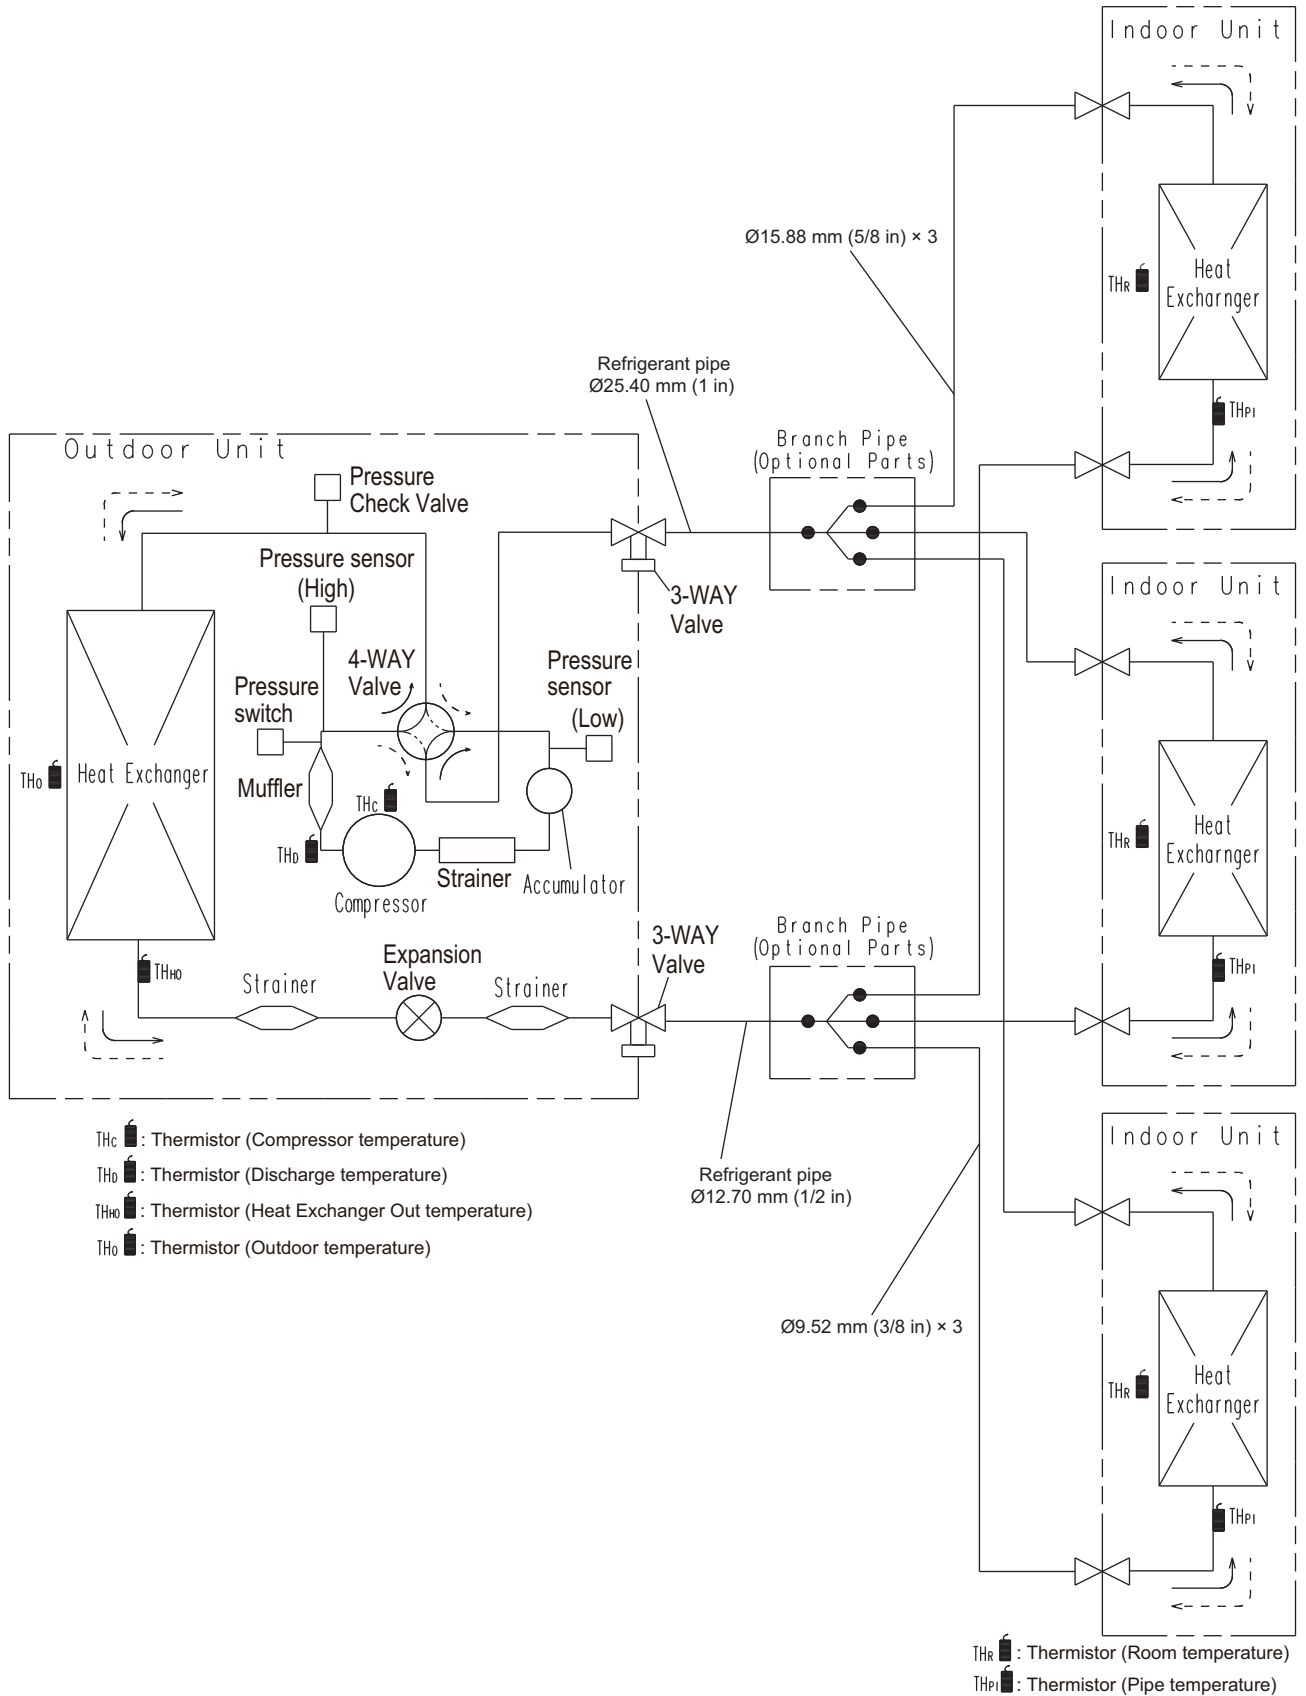 Indoor Unit
Ø15.88 mm (5/8 in) × 3
THR
Heat
Excharnger
Refrigerant pipe
Ø25.40 mm (1 in)
THPI
Branch Pipe
(Optional Parts)
Outdoor Unit
Pressure
Check Valve
Pressure sensor
(High)
3-WAY
Valve
Indoor Unit
4-WAY
Valve
Pressure
sensor
(Low)
Pressure
switch
THO
Heat Exchanger
Muffler
THC
THD
Strainer
Accumulator
Compressor
THR
Heat
Excharnger
Branch Pipe
(Optional Parts)
3-WAY
Valve
Expansion
Valve
THHO
Strainer
Strainer
THPI
THC : Thermistor (Compressor temperature)
THD : Thermistor (Discharge temperature)
THHO : Thermistor (Heat Exchanger Out temperature)
THO : Thermistor (Outdoor temperature)
Refrigerant pipe
Ø12.70 mm (1/2 in)
Indoor Unit
Ø9.52 mm (3/8 in) × 3
THR
Heat
Excharnger
THPI
THR : Thermistor (Room temperature)
THPI : Thermistor (Pipe temperature)